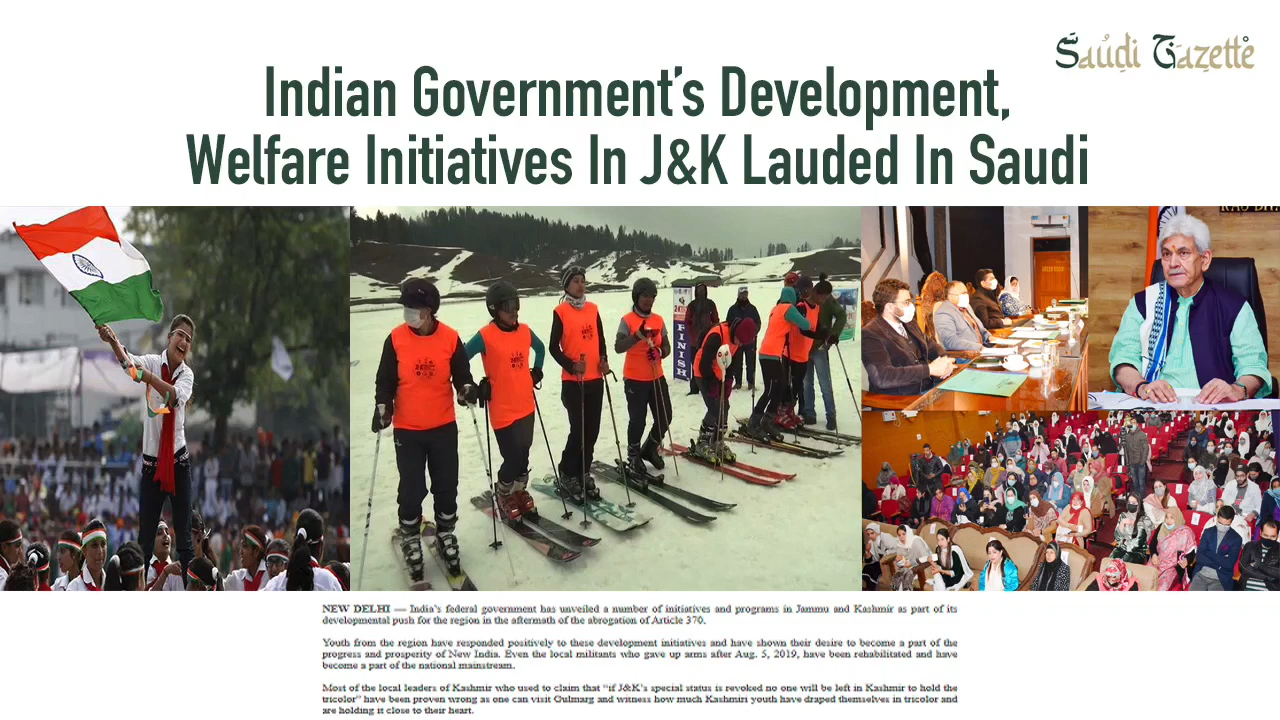 Saudi Gazette
Indian Government's Development,
Welfare Initiatives In J&K Lauded In Saudi
FINISH
NEW DELHI — India's federal government has unveiled a number of initiatives and programs in Jammu and Kashmir as part of its
developmental push for the region in the aftermath of the abrogation of Article 370.
Youth from the region have responded positively to these development initiatives and have shown their desire to become a part of the
progress and prosperity of New India. Even the local militants who gave up arms after Aug. 5, 2019, have been rehabilitated and have
become a part of the national mainstream.
Most of the local leaders of Kashmir who used to claim that "if J&K's special status is revoked no one will be left in Kashmir to hold the
tricolor" have been proven wrong as one can visit Gulmarg and witness how much Kashmiri youth have draped themselves in tricolor and
are holding it close to their heart.